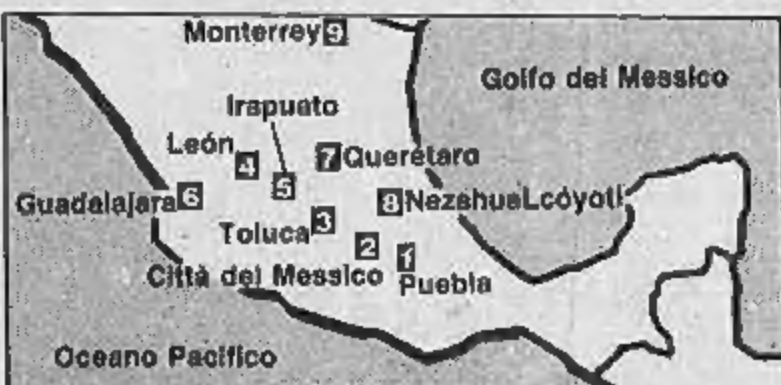 Monterrey 9
Golfo del Messico
Irapuato
León 4
7 Querétaro
5
Guadalajara 6
8 NezahuaLcóyotl
Toluca 3
2
Città del Messico
1
Puebla
Oceano Pacifico